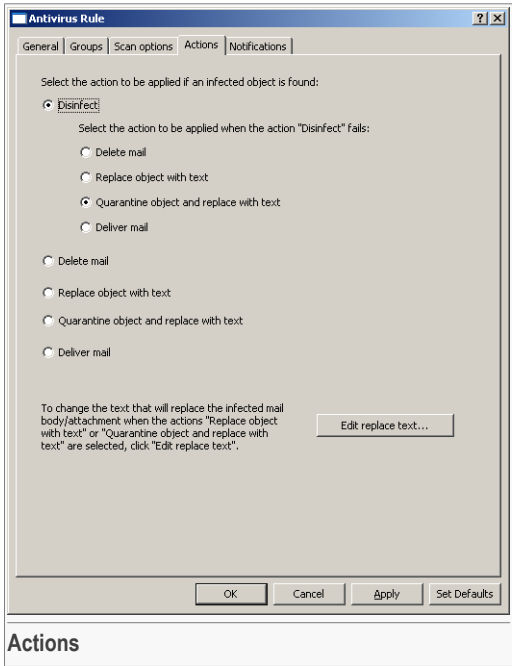 Antivirus Rule
General Groups Scan options Actions Notifications
Select the action to be applied if an infected object is found:
Disinfect
Select the action to be applied when the action "Disinfect" fails:
Delete mail
Replace object with text
Quarantine object and replace with text
Deliver mail
Delete mail
Replace object with text
Quarantine object and replace with text
Deliver mail
To change the text that will replace the infected mail
body/attachment when the actions "Replace object
with text" or "Quarantine object and replace with
text" are selected, click "Edit replace text".
Edit replace text...
OK Cancel Apply Set Defaults
Actions